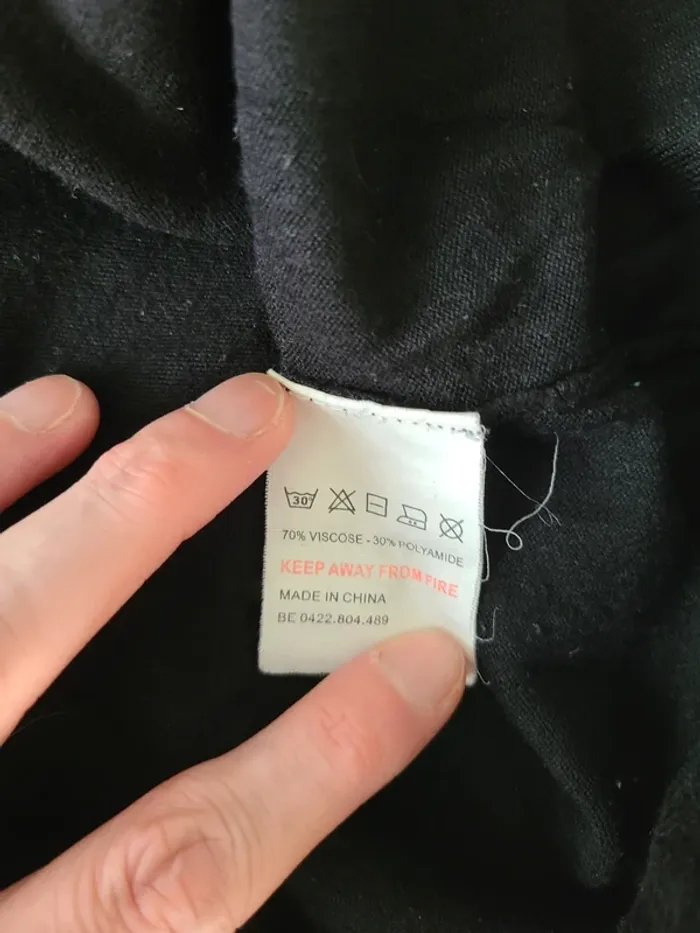 30°
70% VISCOSE - 30% POLYAMIDE
KEEP AWAY FROM FIRE
MADE IN CHINA
BE 0422.804.489